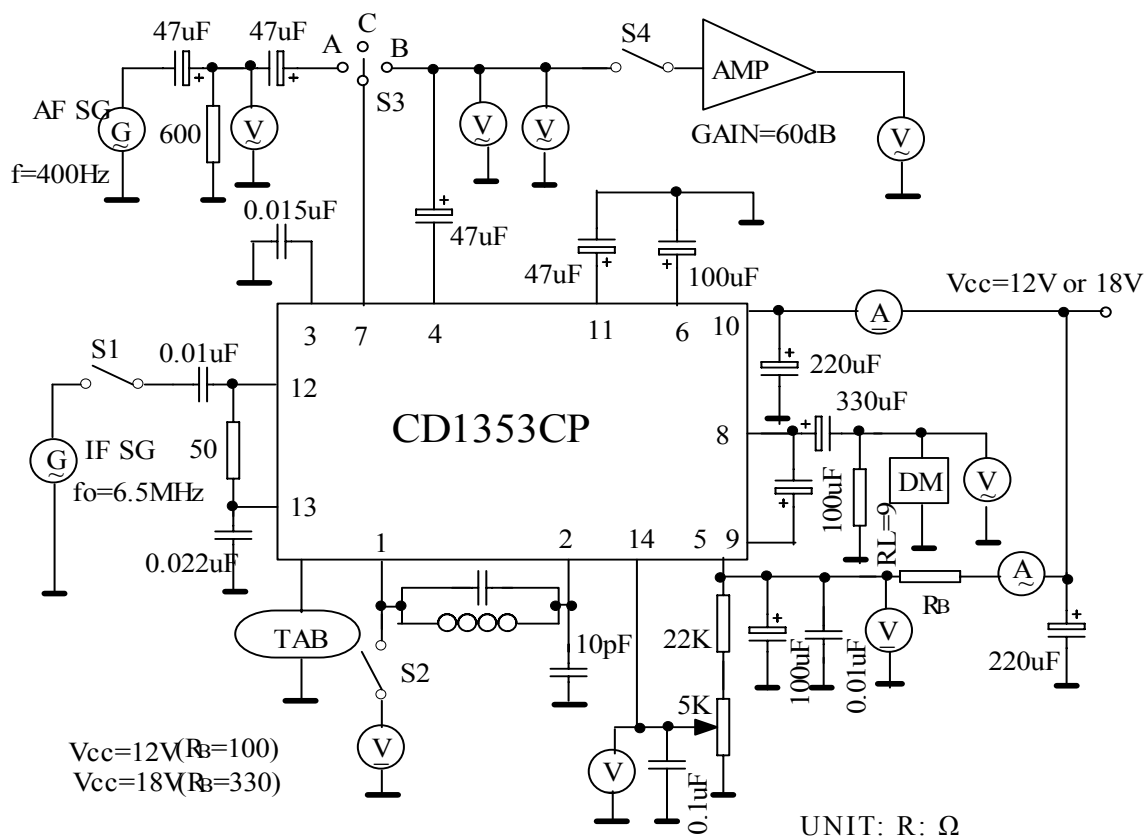 C
47uF 47uF A B S4
AMP
S3
AF SG G 600 V V V V
GAIN=60dB
f=400Hz
0.015uF
47uF 47uF 100uF
Vcc=12V or 18V
A
3 7 4 11 6 10
S1 0.01uF 220uF
12 330uF
CD1353CP 8
50
G IF SG DM V
fo=6.5MHz 100uF RL=9
13
1 2 14 5 9
0.022uF A
RB
TAB 10pF 22K V
S2 100uF 0.01uF 220uF
5K
Vcc=12V(RB=100) V V
Vcc=18V(RB=330) 0.1uF
UNIT: R: Ω